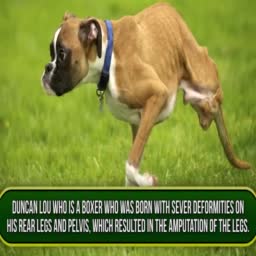 DUNCAN LOU WHO IS A BOXER WHO WAS BORN WITH SEVER DEFORMITIES ON
HIS REAR LEGS AND PELVIS, WHICH RESULTED IN THE AMPUTATION OF THE LEGS.